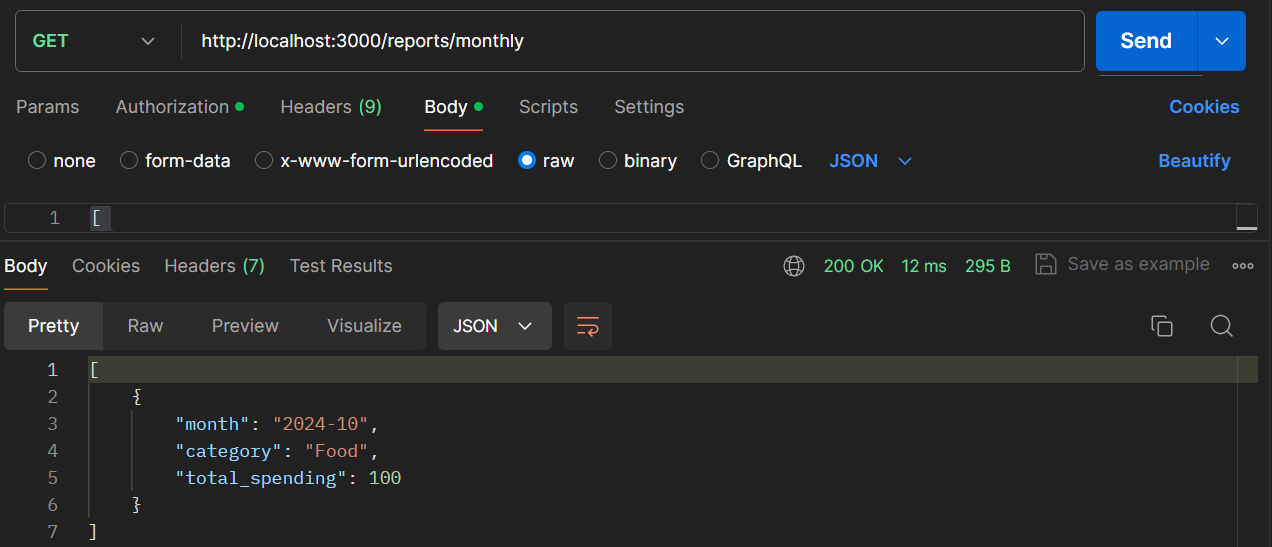 GET http://localhost:3000/reports/monthly Send
Params Authorization Headers (9) Body Scripts Settings Cookies
none form-data x-www-form-urlencoded raw binary GraphQL JSON Beautify
1 [
Body Cookies Headers (7) Test Results 200 OK 12 ms 295 B Save as example
Pretty Raw Preview Visualize JSON
1 [
2 {
3 "month": "2024-10",
4 "category": "Food",
5 "total_spending": 100
6 }
7 ]